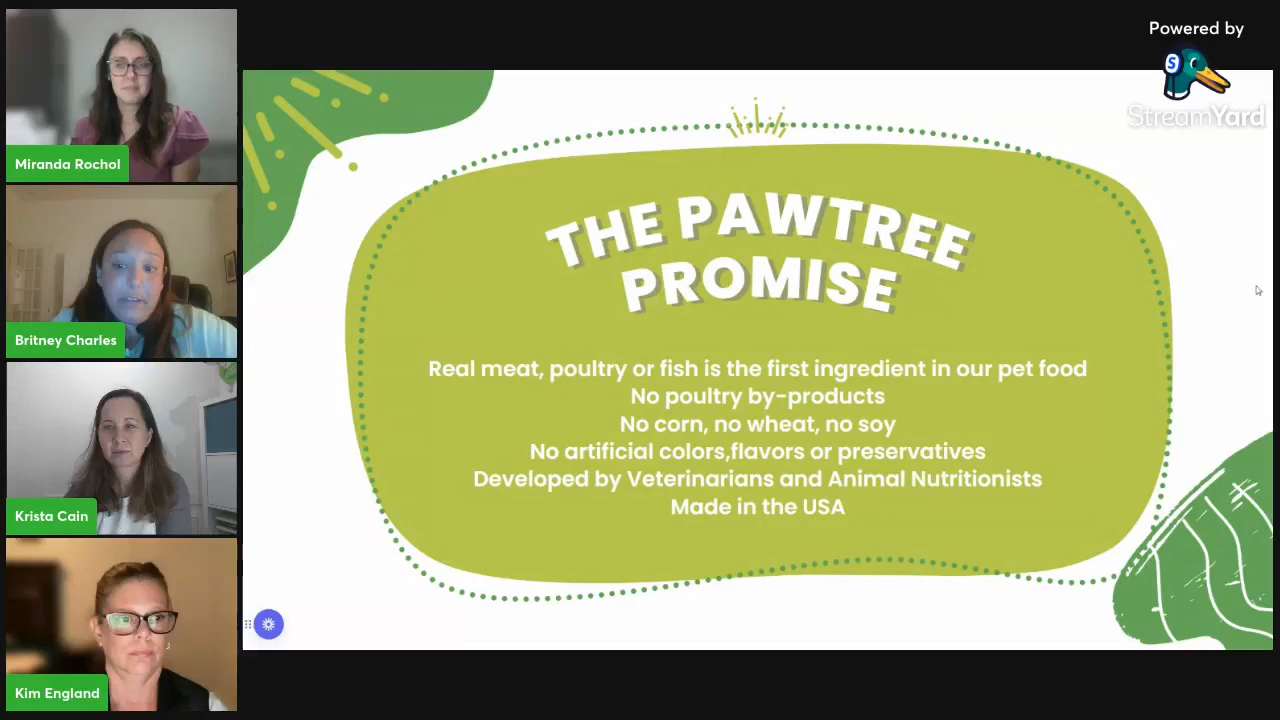 Powered by
S
StreamYard
Miranda Rochol
Britney Charles
Krista Cain
Kim England
THE PAWTREE
PROMISE
Real meat, poultry or fish is the first ingredient in our pet food
No poultry by-products
No corn, no wheat, no soy
No artificial colors,flavors or preservatives
Developed by Veterinarians and Animal Nutritionists
Made in the USA